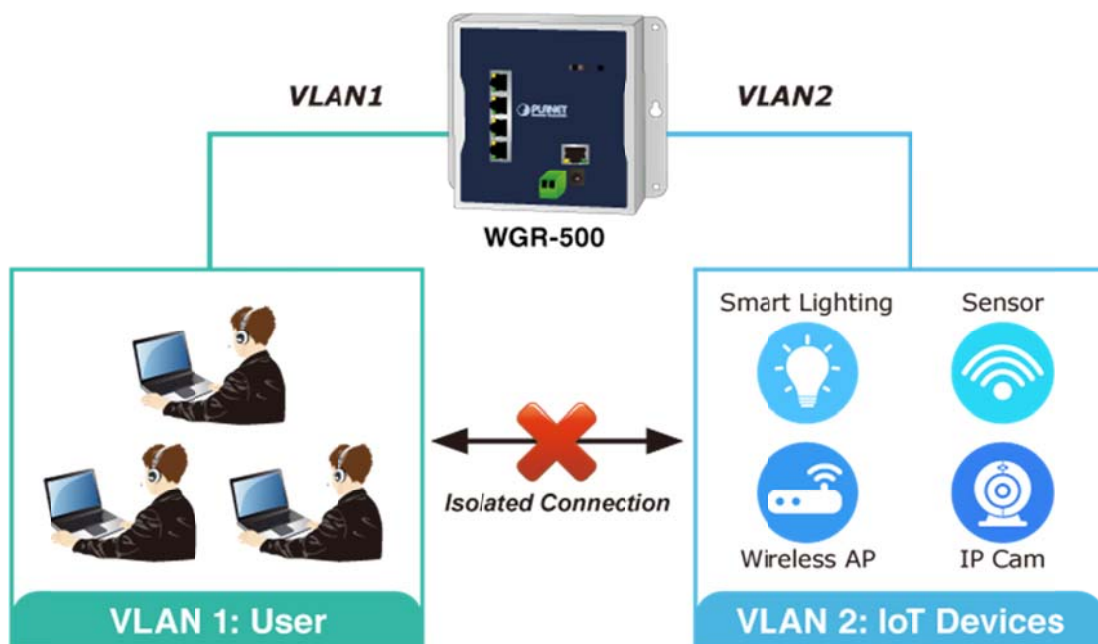 VLAN1
VLAN2
PLANET
WGR-500
Smart Lighting
Sensor
Isolated Connection
Wireless AP
IP Cam
VLAN 1: User
VLAN 2: IoT Devices